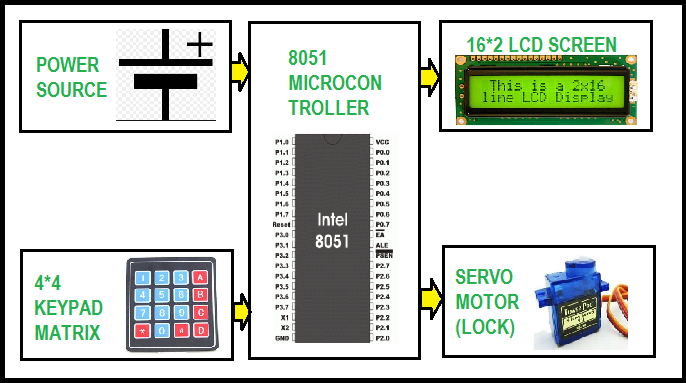 POWER
SOURCE
+
8051
MICROCON
TROLLER
16*2 LCD SCREEN
This is a 2x16
line LCD Display
P1.0 VCC
P1.1 P0.0
P1.2 P0.1
P1.3 P0.2
P1.4 P0.3
P1.5 P0.4
P1.6 P0.5
P1.7 P0.6
Reset P0.7
P3.0 EA
P3.1 ALE
P3.2 PSEN
P3.3 P2.7
P3.4 P2.6
P3.5 P2.5
P3.6 P2.4
P3.7 P2.3
X1 P2.2
X2 P2.1
GND P2.0
Intel
8051
4*4
KEYPAD
MATRIX
1 2 3 A
4 5 6 B
7 8 9 C
* 0 # D
SERVO
MOTOR
(LOCK)
Tower Pro